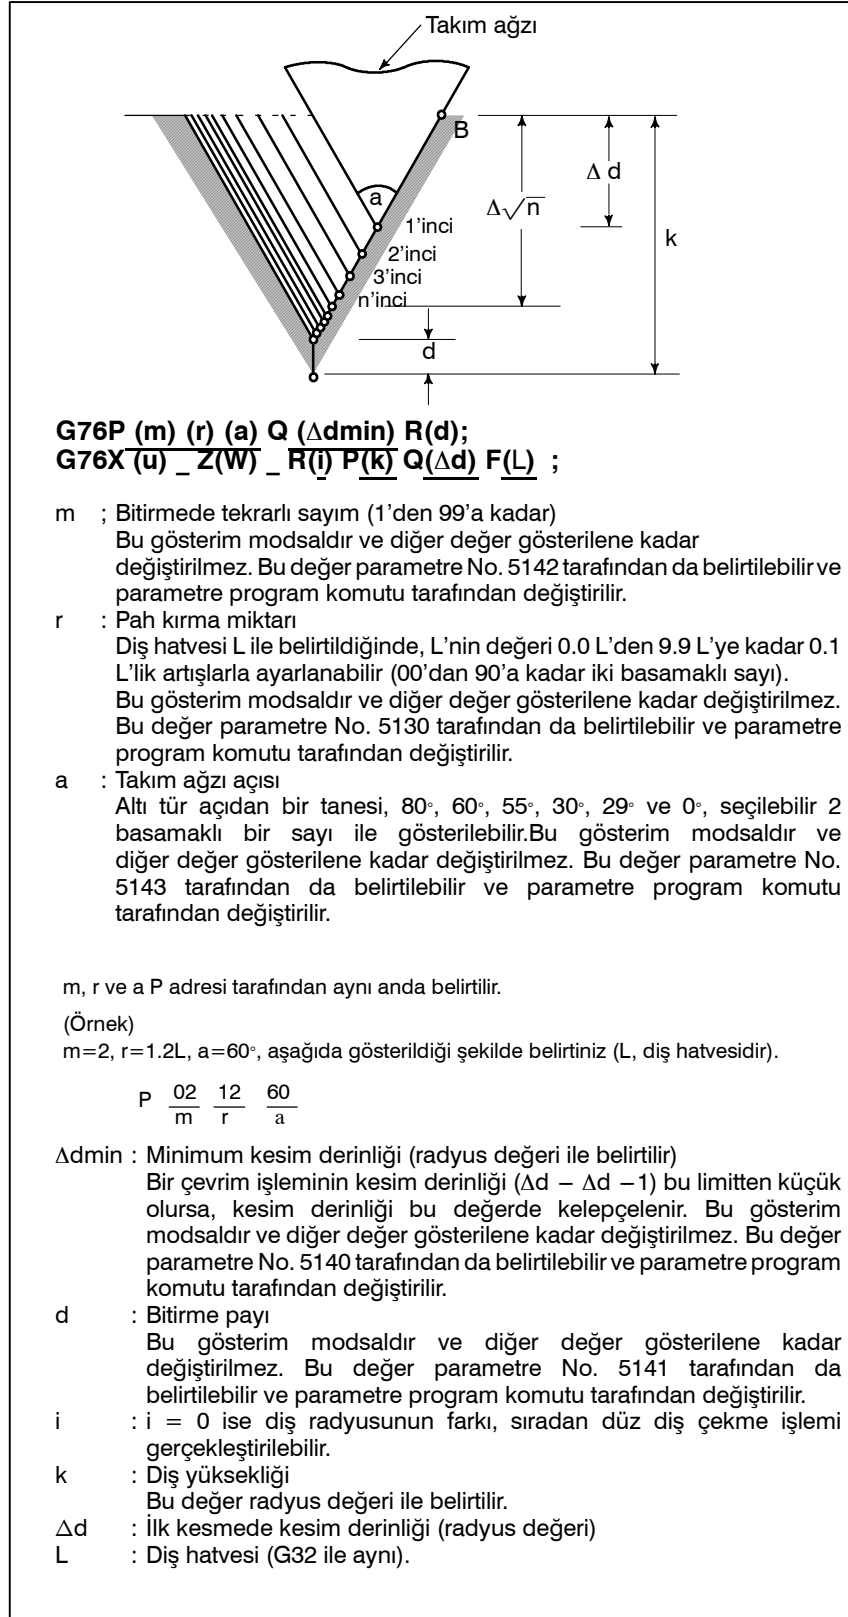 Takım ağzı
B
Δ d
a
Δ√n
1'inci
k
2'inci
3'inci
n'inci
d
G76P (m) (r) (a) Q (Δdmin) R(d);
G76X (u) _ Z(W) _ R(i) P(k) Q(Δd) F(L) ;
m ; Bitirmede tekrarlı sayım (1'den 99'a kadar)
Bu gösterim modsaldır ve diğer değer gösterilene kadar
değiştirilmez. Bu değer parametre No. 5142 tarafından da belirtilebilir ve
parametre program komutu tarafından değiştirilir.
r : Pah kırma miktarı
Diş hatvesi L ile belirtildiğinde, L'nin değeri 0.0 L'den 9.9 L'ye kadar 0.1
L'lik artışlarla ayarlanabilir (00'dan 90'a kadar iki basamaklı sayı).
Bu gösterim modsaldır ve diğer değer gösterilene kadar değiştirilmez.
Bu değer parametre No. 5130 tarafından da belirtilebilir ve parametre
program komutu tarafından değiştirilir.
a : Takım ağzı açısı
Altı tür açıdan bir tanesi, 80°, 60°, 55°, 30°, 29° ve 0°, seçilebilir 2
basamaklı bir sayı ile gösterilebilir.Bu gösterim modsaldır ve
diğer değer gösterilene kadar değiştirilmez. Bu değer parametre No.
5143 tarafından da belirtilebilir ve parametre program komutu
tarafından değiştirilir.
m, r ve a P adresi tarafından aynı anda belirtilir.
(Örnek)
m=2, r=1.2L, a=60°, aşağıda gösterildiği şekilde belirtiniz (L, diş hatvesidir).
P 02 12 60
m r a
Δdmin : Minimum kesim derinliği (radyus değeri ile belirtilir)
Bir çevrim işleminin kesim derinliği (Δd − Δd −1) bu limitten küçük
olursa, kesim derinliği bu değerde kelepçelenir. Bu gösterim
modsaldır ve diğer değer gösterilene kadar değiştirilmez. Bu değer
parametre No. 5140 tarafından da belirtilebilir ve parametre program
komutu tarafından değiştirilir.
d : Bitirme payı
Bu gösterim modsaldır ve diğer değer gösterilene kadar
değiştirilmez. Bu değer parametre No. 5141 tarafından da
belirtilebilir ve parametre program komutu tarafından değiştirilir.
i : i = 0 ise diş radyusunun farkı, sıradan düz diş çekme işlemi
gerçekleştirilebilir.
k : Diş yüksekliği
Bu değer radyus değeri ile belirtilir.
Δd : İlk kesmede kesim derinliği (radyus değeri)
L : Diş hatvesi (G32 ile aynı).